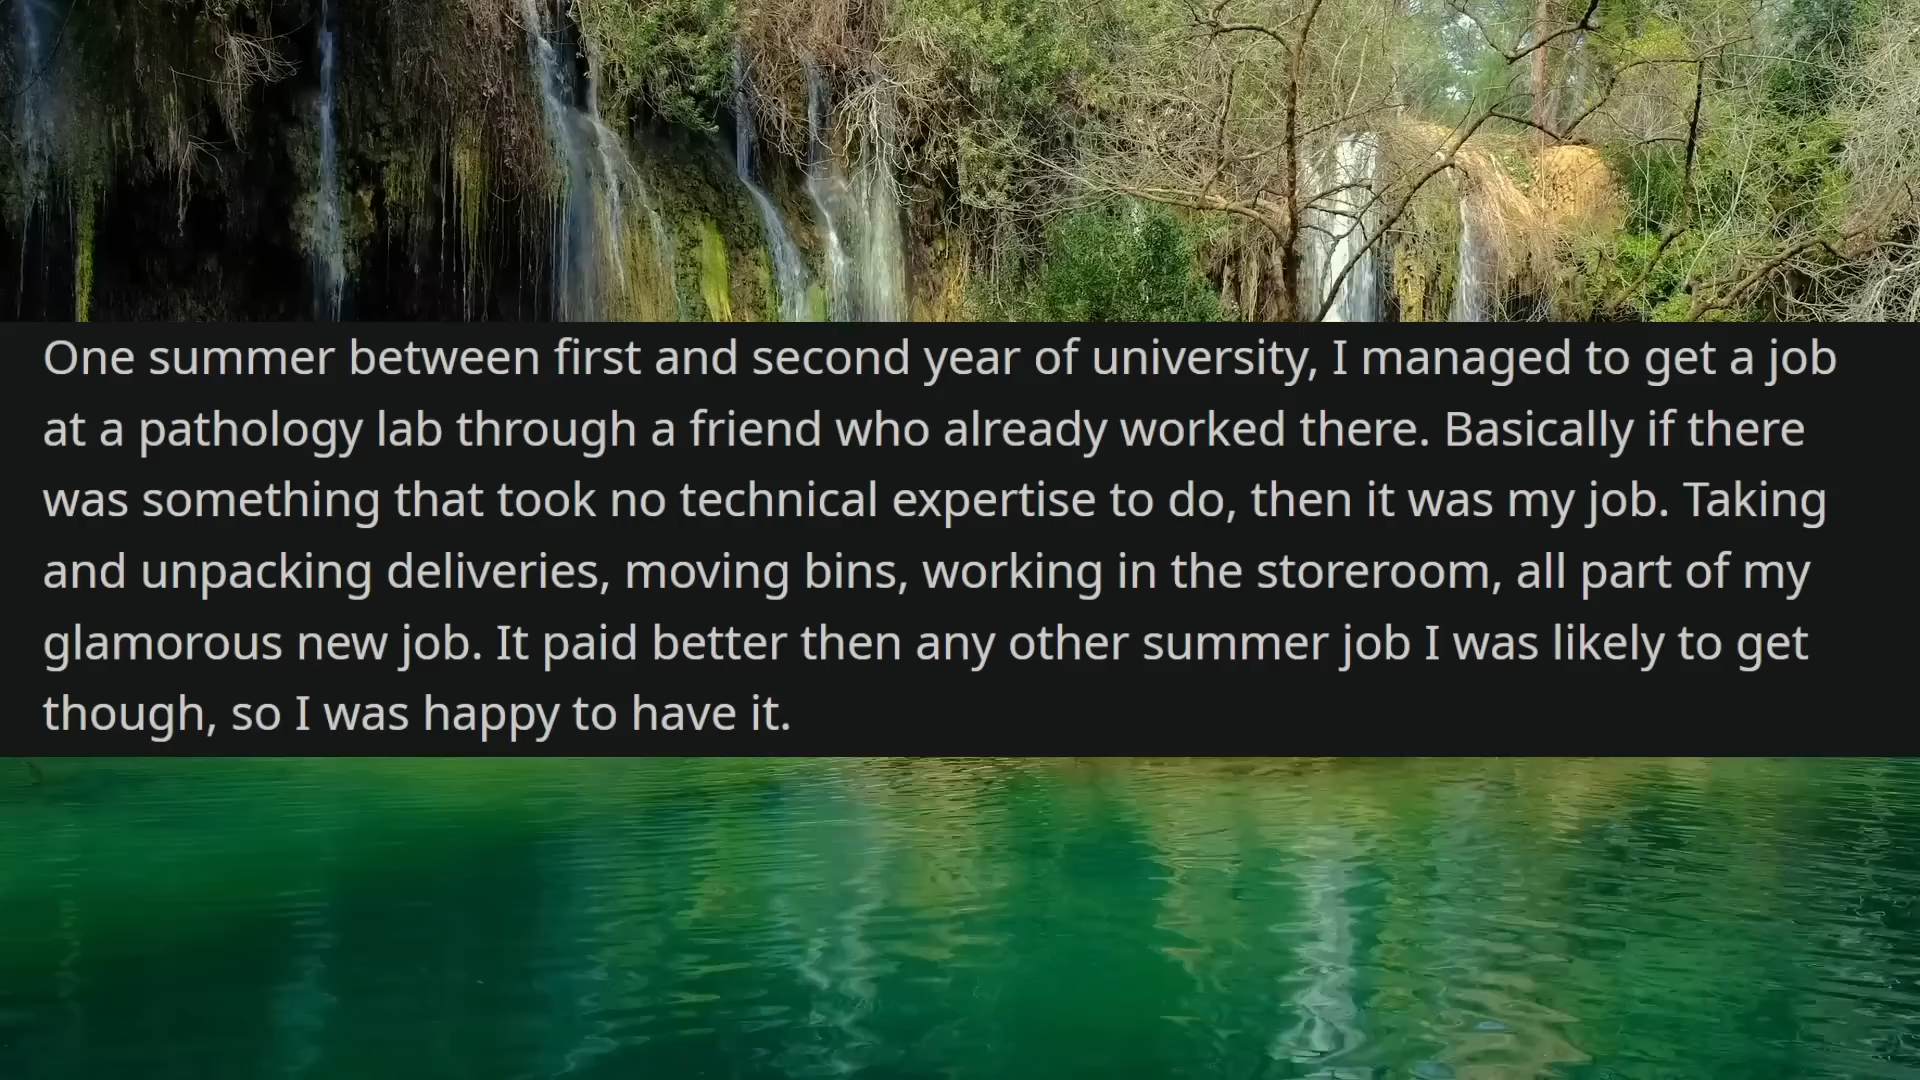 One summer between first and second year of university, I managed to get a job
at a pathology lab through a friend who already worked there. Basically if there
was something that took no technical expertise to do, then it was my job. Taking
and unpacking deliveries, moving bins, working in the storeroom, all part of my
glamorous new job. It paid better then any other summer job I was likely to get
though, so I was happy to have it.